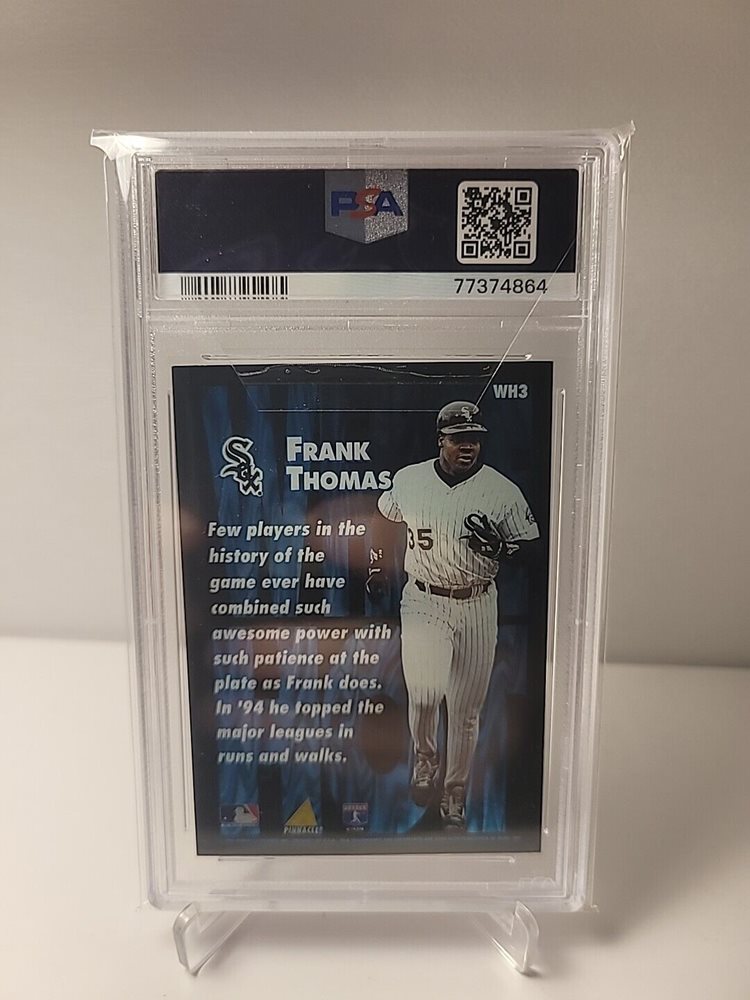 PSA
77374864
WH3
Sox
FRANK
THOMAS
Few players in the
history of the
game ever have
combined such
awesome power with
such patience at the
plate as Frank does.
In '94 he topped the
major leagues in
runs and walks.
35
PINNACLE